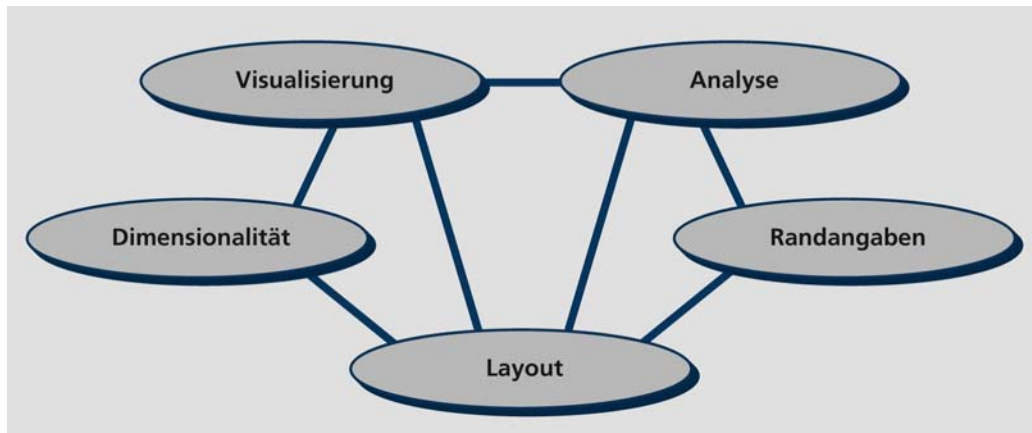 Visualisierung
Analyse
Dimensionalität
Randangaben
Layout